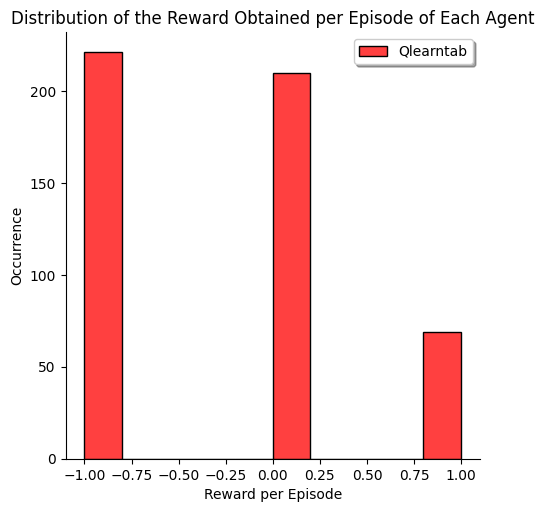 Distribution of the Reward Obtained per Episode of Each Agent
Qlearntab
200
150
100
50
0
Occurrence
−1.00 −0.75 −0.50 −0.25 0.00 0.25 0.50 0.75 1.00
Reward per Episode